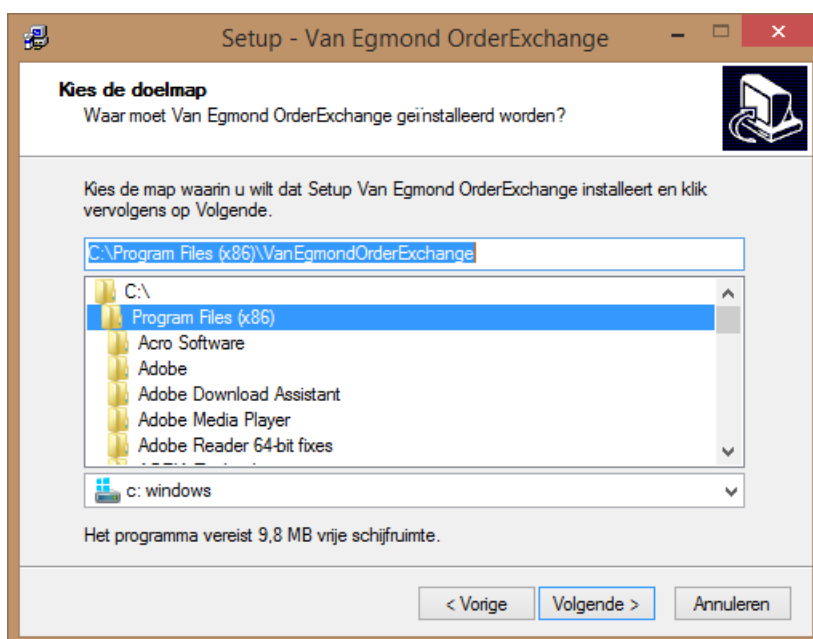 Setup - Van Egmond OrderExchange
Kies de doelmap
Waar moet Van Egmond OrderExchange geïnstalleerd worden?
Kies de map waarin u wilt dat Setup Van Egmond OrderExchange installeert en klik
vervolgens op Volgende.
C:\Program Files (x86)\VanEgmondOrderExchange
C:\
Program Files (x86)
Acro Software
Adobe
Adobe Download Assistant
Adobe Media Player
Adobe Reader 64-bit fixes
c: windows
Het programma vereist 9,8 MB vrije schijfruimte.
< Vorige
Volgende >
Annuleren